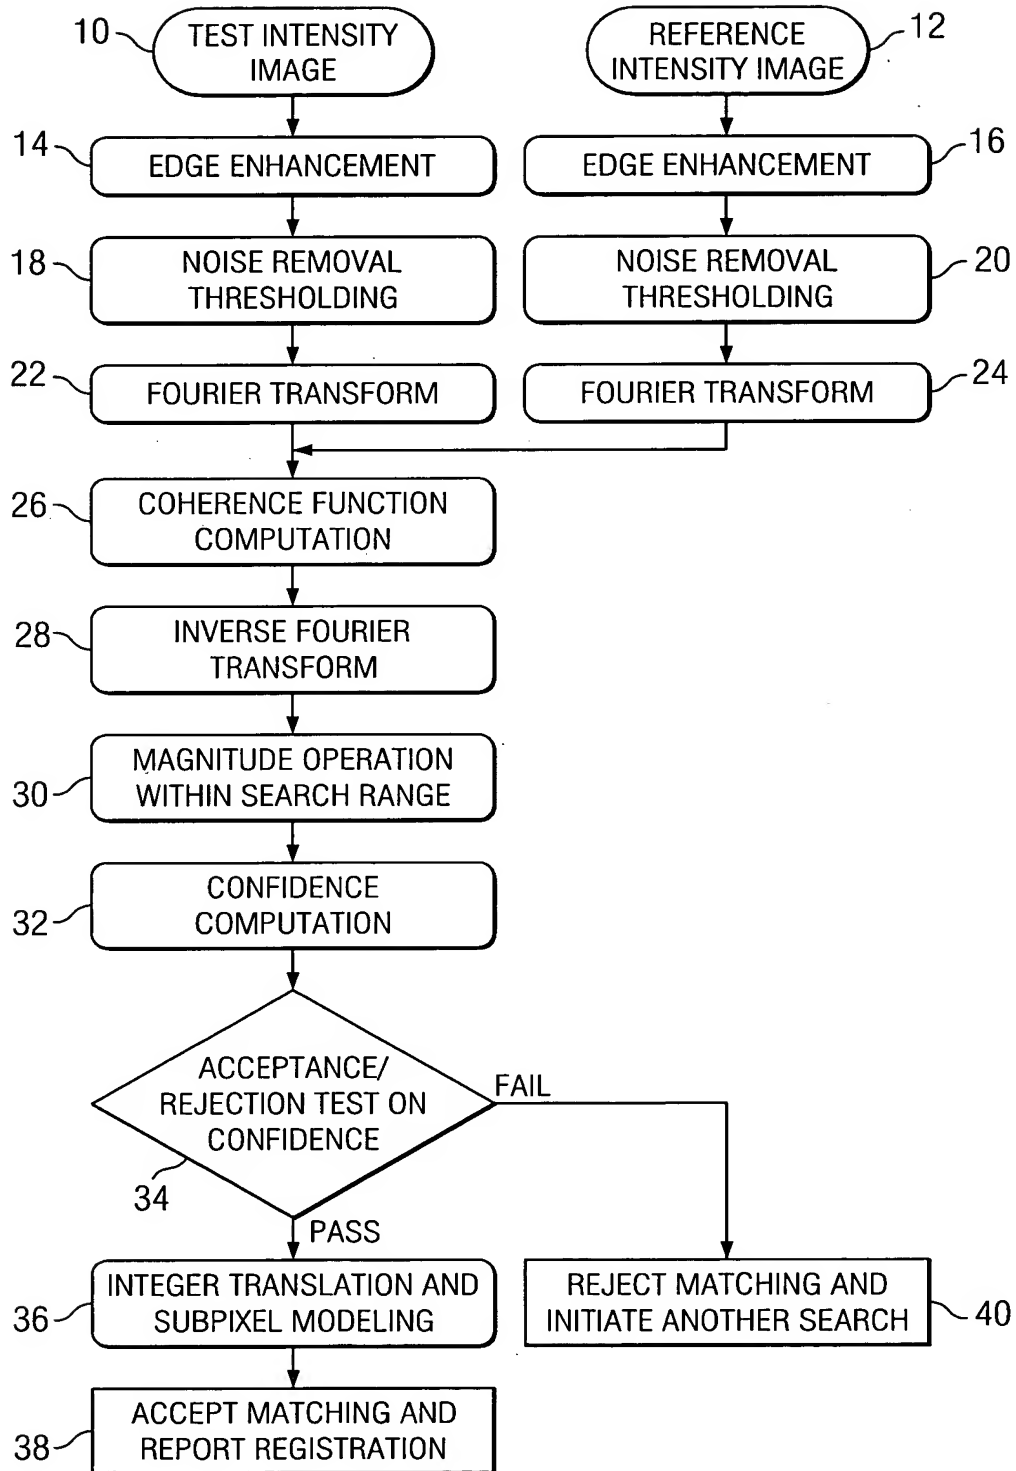 10
TEST INTENSITY
IMAGE
REFERENCE
INTENSITY IMAGE
12
14
EDGE ENHANCEMENT
EDGE ENHANCEMENT
16
18
NOISE REMOVAL
THRESHOLDING
NOISE REMOVAL
THRESHOLDING
20
22
FOURIER TRANSFORM
FOURIER TRANSFORM
24
26
COHERENCE FUNCTION
COMPUTATION
28
INVERSE FOURIER
TRANSFORM
30
MAGNITUDE OPERATION
WITHIN SEARCH RANGE
32
CONFIDENCE
COMPUTATION
ACCEPTANCE/
REJECTION TEST ON
CONFIDENCE
34
FAIL
PASS
36
INTEGER TRANSLATION AND
SUBPIXEL MODELING
REJECT MATCHING AND
INITIATE ANOTHER SEARCH
40
38
ACCEPT MATCHING AND
REPORT REGISTRATION